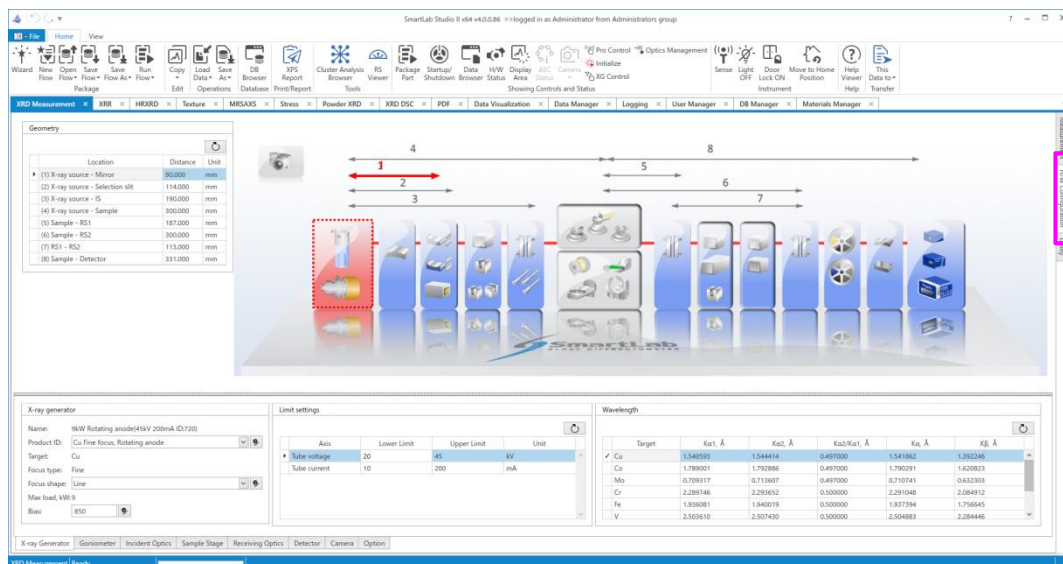 SmartLab Studio II x64 v4.0.0.86 >>logged in as Administrator from Administrators group
File Home View
Wizard
New Flow
Open Flow
Save Flow
Save Flow As
Run Flow
Package
Copy
Edit
Load Data
Save As
Operations
DB Browser
Database
XPS Report
Print/Report
Cluster Analysis Browser
RS Viewer
Tools
Package Part
Startup/ Shutdown
Data Browser
H/W Status
Display Area
ASC Status
Camera
Pro Control
Optics Management
Initialize
XG Control
Showing Controls and Status
Sense
Light OFF
Door Lock ON
Move to Home Position
Instrument
Help Viewer
Help
This Data to
Transfer
XRD Measurement XRR HRXRD Texture MRSAXS Stress Powder XRD XRD DSC PDF Data Visualization Data Manager Logging User Manager DB Manager Materials Manager
Geometry
Location Distance Unit
(1) X-ray source - Mirror 90.000 mm
(2) X-ray source - Selection slit 114.000 mm
(3) X-ray source - IS 190.000 mm
(4) X-ray source - Sample 300.000 mm
(5) Sample - RS1 187.000 mm
(6) Sample - RS2 300.000 mm
(7) RS1 - RS2 113.000 mm
(8) Sample - Detector 331.000 mm
4 8
1 5
2 6
3 7
SmartLab
X-RAY DIFFRACTOMETER
X-ray generator
Name: 9kW Rotating anode(45kV 200mA ID:720)
Product ID: Cu Fine focus, Rotating anode
Target: Cu
Focus type: Fine
Focus shape: Line
Max load, kW: 9
Bias: 850
Limit settings
Axis Lower Limit Upper Limit Unit
Tube voltage 20 45 kV
Tube current 10 200 mA
Wavelength
Target Kα1, Å Kα2, Å Kα2/Kα1, Å Kα, Å Kβ, Å
Cu 1.540593 1.544414 0.497000 1.541862 1.392246
Co 1.789001 1.792886 0.497000 1.790291 1.620823
Mo 0.709317 0.713607 0.497000 0.710741 0.632303
Cr 2.289746 2.293652 0.500000 2.291048 2.084912
Fe 1.936081 1.940019 0.500000 1.937394 1.756645
V 2.503610 2.507430 0.500000 2.504883 2.284446
X-ray Generator Goniometer Incident Optics Sample Stage Receiving Optics Detector Camera Option
XRD Measurement Ready